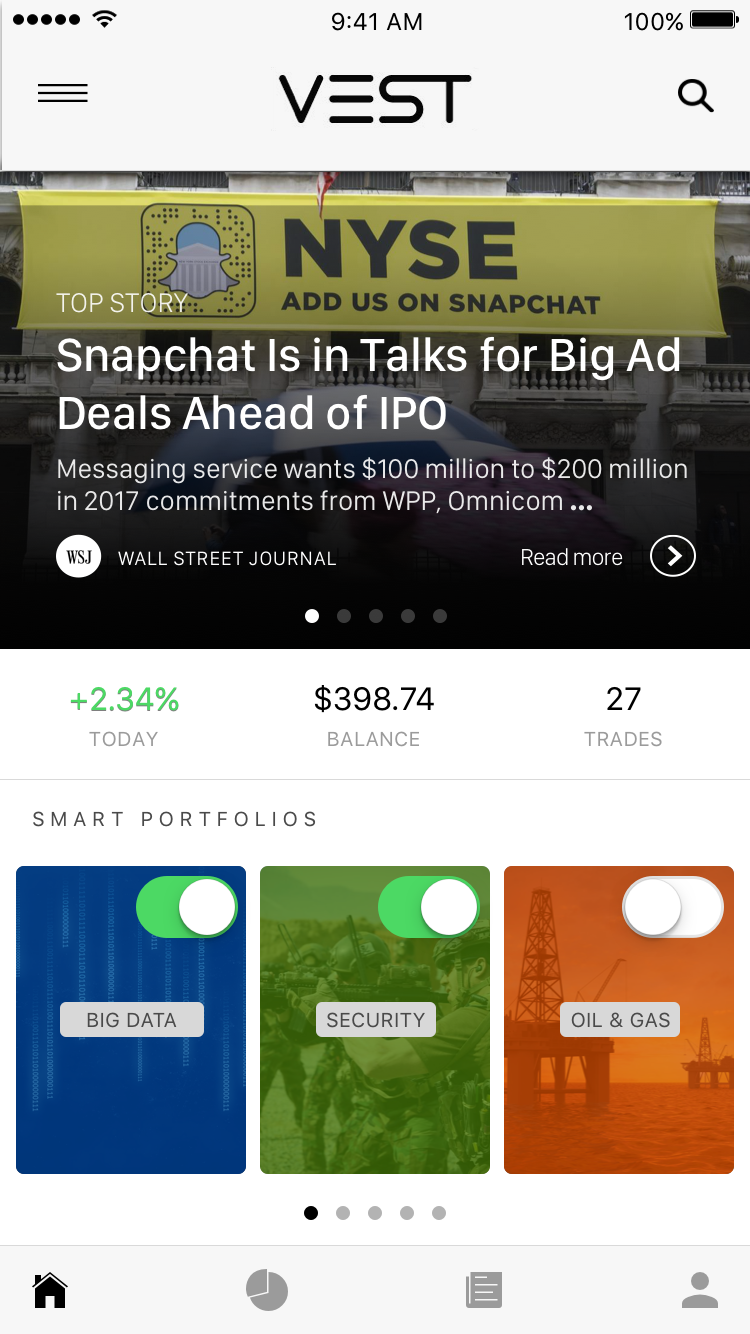 9:41 AM 100%
VEST
NYSE
ADD US ON SNAPCHAT
TOP STORY
Snapchat Is in Talks for Big Ad
Deals Ahead of IPO
Messaging service wants $100 million to $200 million
in 2017 commitments from WPP, Omnicom ...
WSJ WALL STREET JOURNAL Read more
+2.34% $398.74 27
TODAY BALANCE TRADES
SMART PORTFOLIOS
BIG DATA SECURITY OIL & GAS